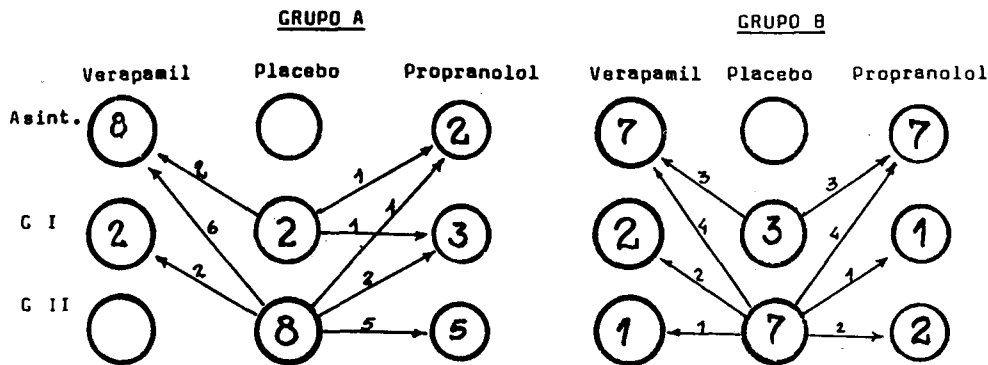 GRUPO A
GRUPO B
Verapamil Placebo Propranolol
Verapamil Placebo Propranolol
Asint. 8 2
7 7
2 1
3 3
6 1
4 4
G I 2 2 1 3
2 3 1
2 2
2 1
G II 8 5 5
1 1 7 2 2